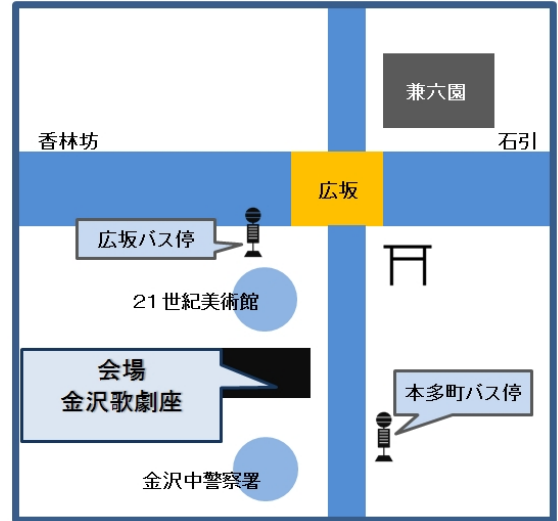 兼六園
香林坊
石引
広坂
広坂バス停
21世紀美術館
会場
金沢歌劇座
本多町バス停
金沢中警察署